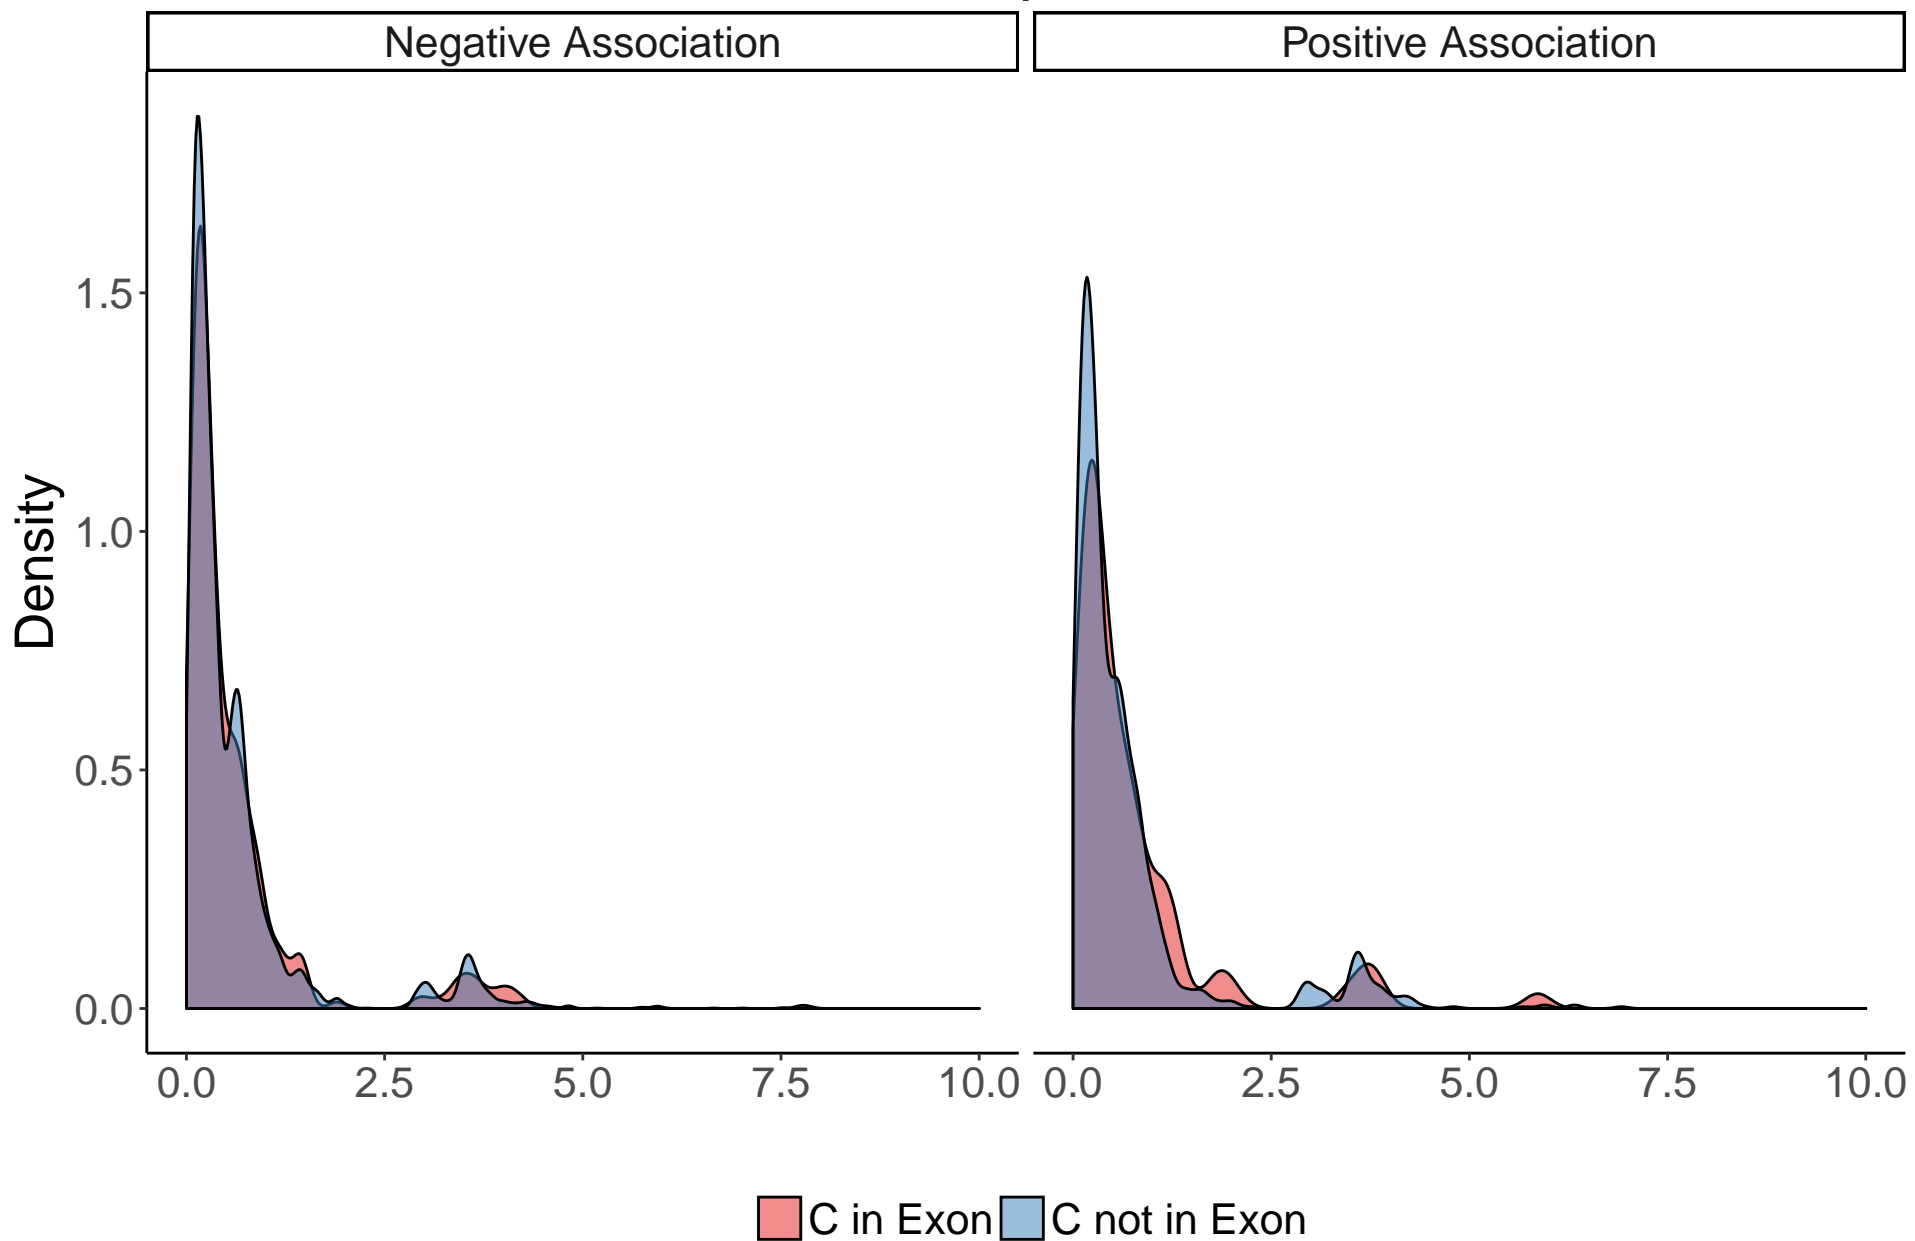 Negative Association Positive Association
Density
1.5
1.0
0.5
0.0
0.0 2.5 5.0 7.5 10.0 0.0 2.5 5.0 7.5 10.0
C in Exon C not in Exon